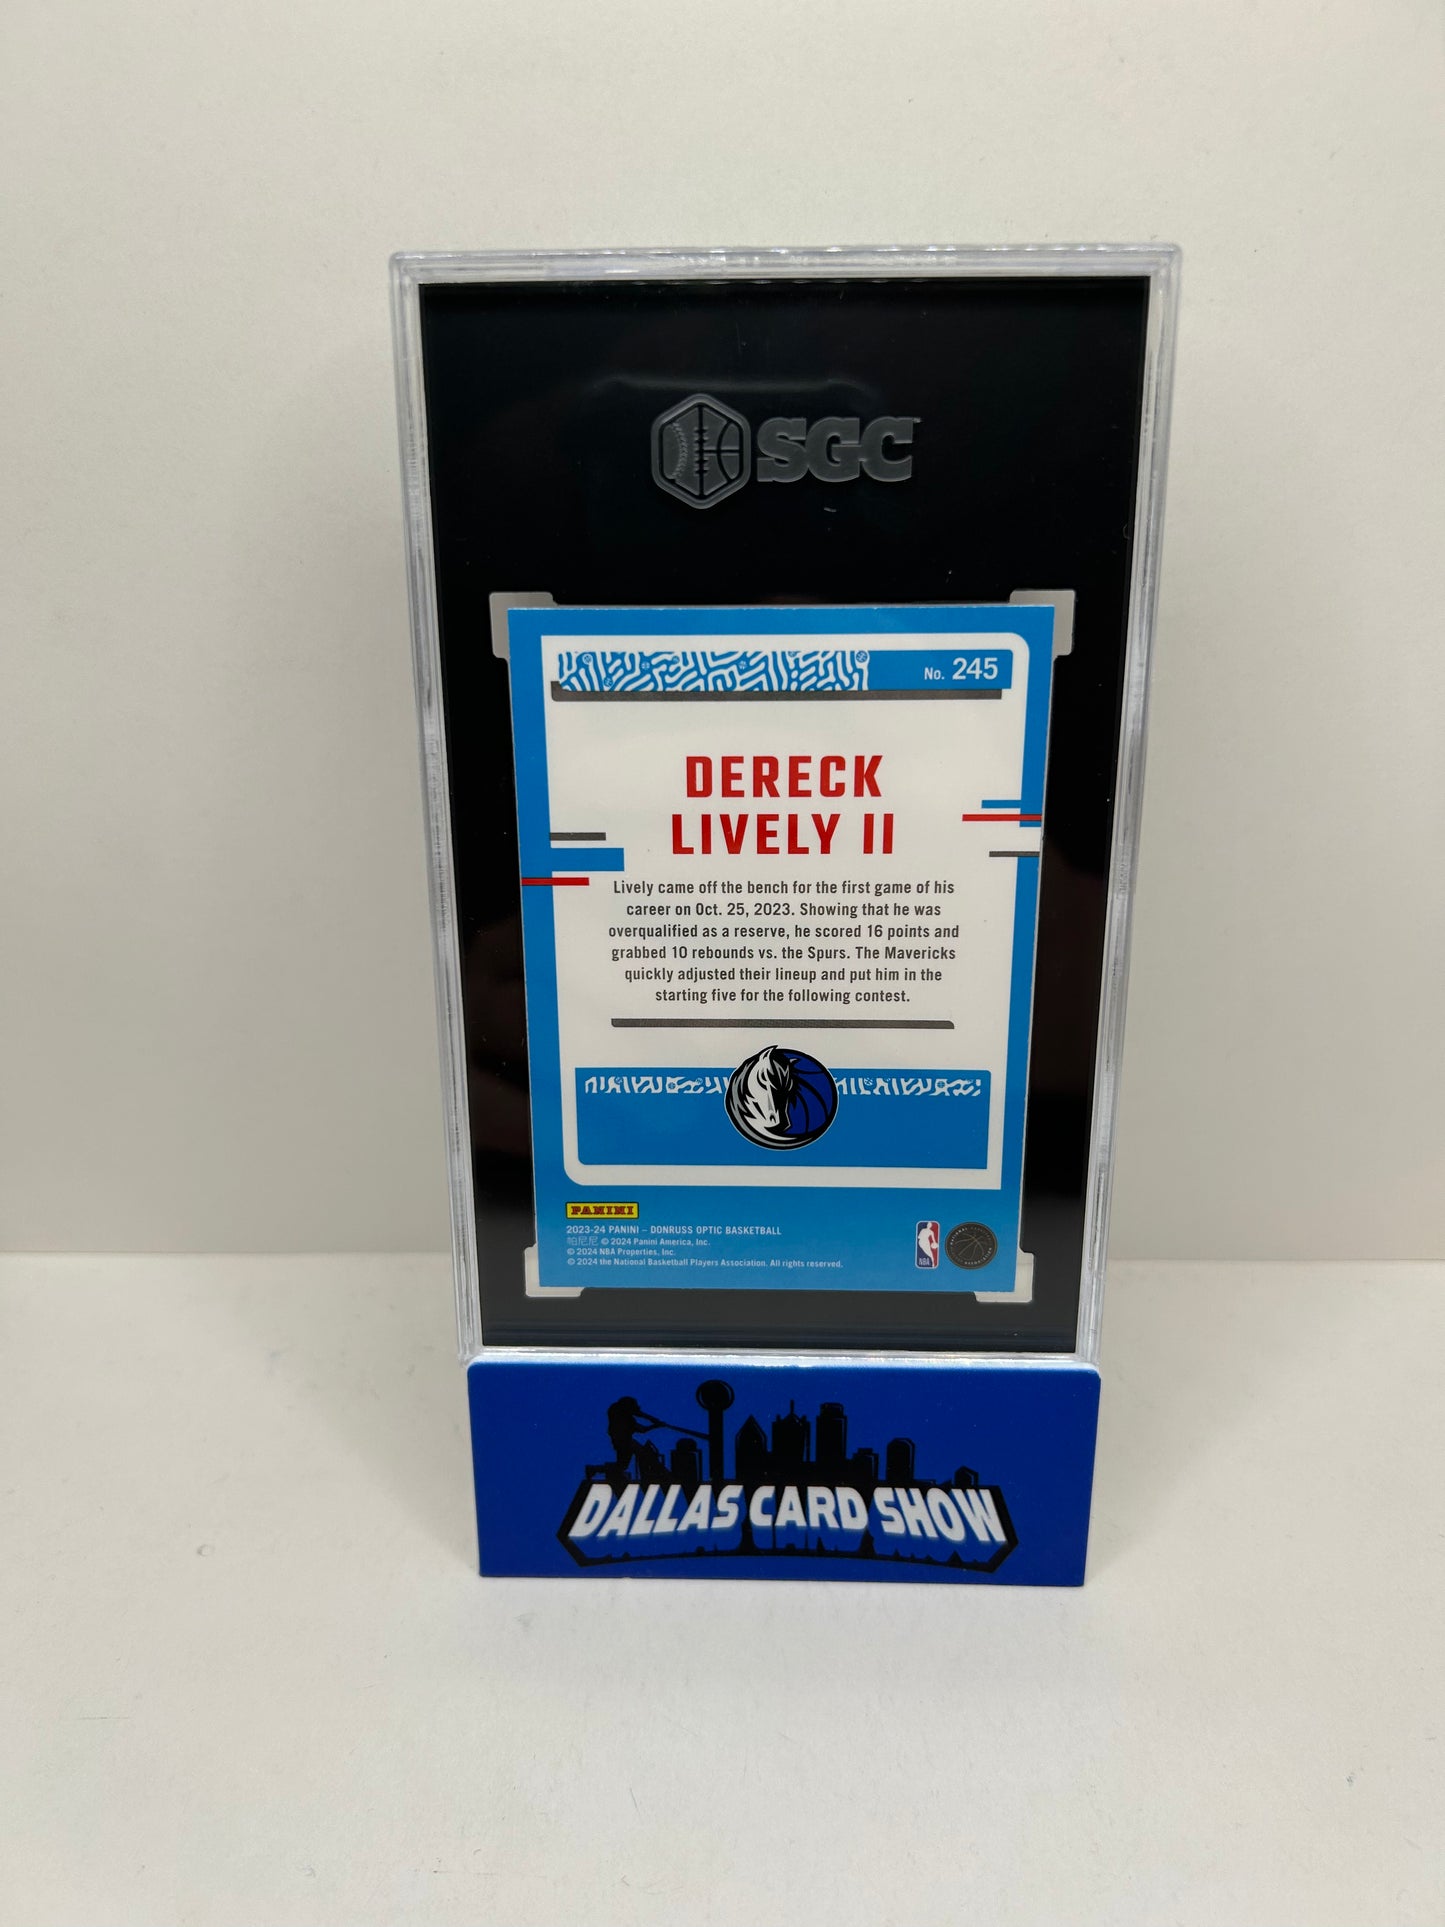 SGC
No. 245
DERECK
LIVELY II
Lively came off the bench for the first game of his
career on Oct. 25, 2023. Showing that he was
overqualified as a reserve, he scored 16 points and
grabbed 10 rebounds vs. the Spurs. The Mavericks
quickly adjusted their lineup and put him in the
starting five for the following contest.
PANINI
2023-24 PANINI – DONRUSS OPTIC BASKETBALL
帕尼尼 © 2024 Panini America, Inc.
© 2024 NBA Properties, Inc.
© 2024 the National Basketball Players Association. All rights reserved.
NBA
DALLAS CARD SHOW